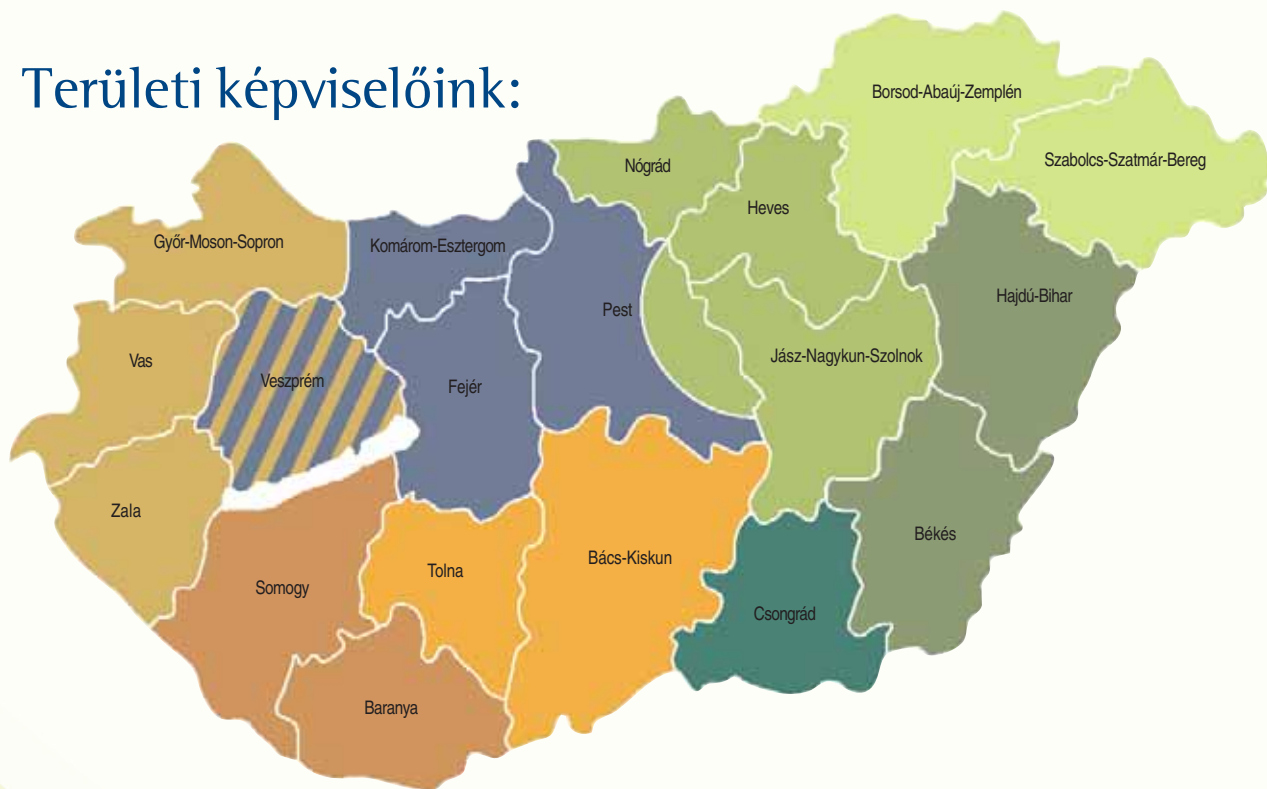 Területi képviselőink:
Borsod-Abaúj-Zemplén
Szabolcs-Szatmár-Bereg
Nógrád
Heves
Győr-Moson-Sopron
Komárom-Esztergom
Hajdú-Bihar
Pest
Vas
Veszprém
Fejér
Jász-Nagykun-Szolnok
Zala
Békés
Bács-Kiskun
Tolna
Somogy
Csongrád
Baranya